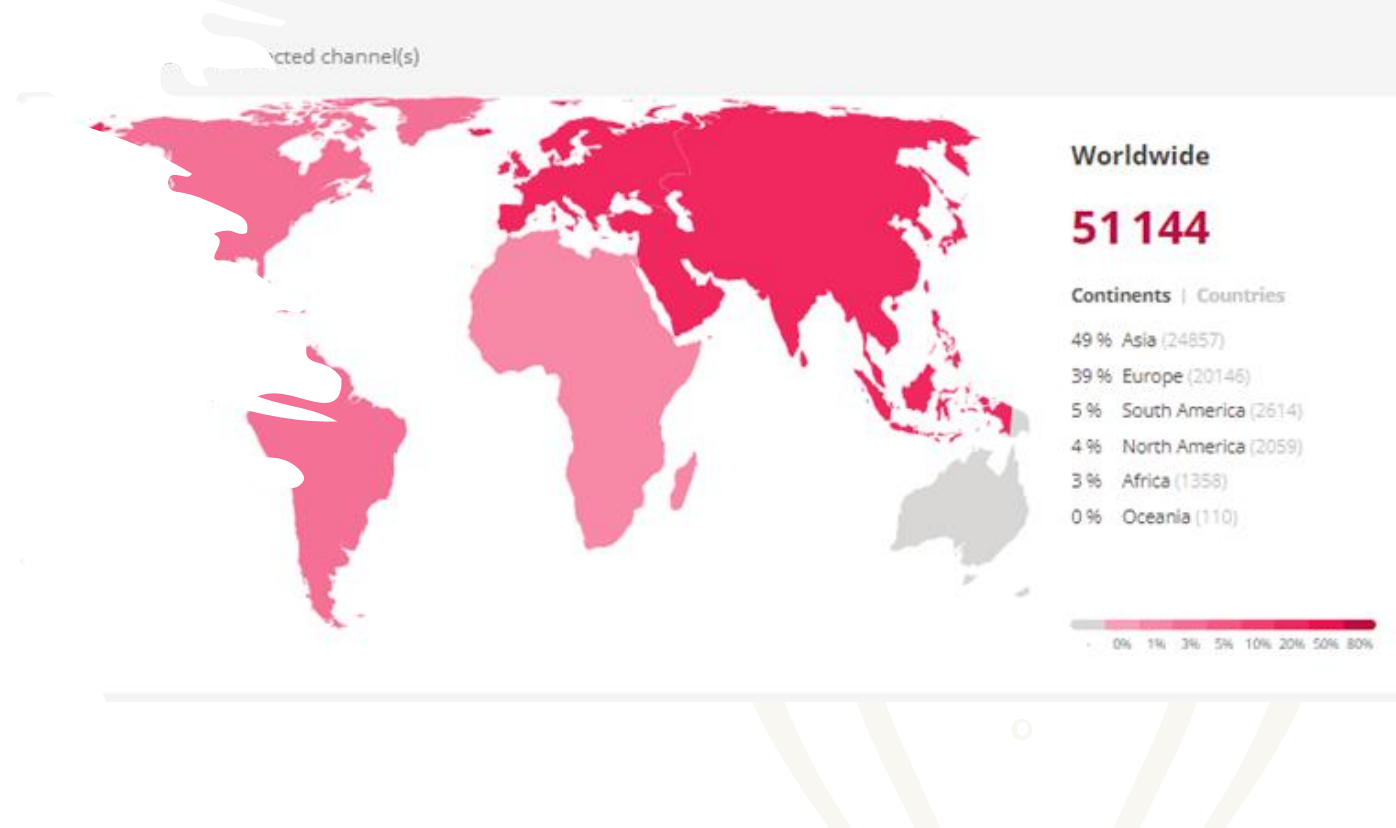 cted channel(s)
Worldwide
51 144
Continents | Countries
49 % Asia (24857)
39 % Europe (20146)
5 % South America (2614)
4 % North America (2059)
3 % Africa (1358)
0 % Oceania (110)
- 0% 1% 3% 5% 10% 20% 50% 80%